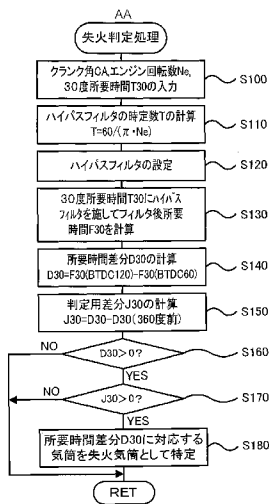 AA
失火判定処理
クランク角CA,エンジン回転数Ne,
30度所要時間T30の入力
S100
ハイパスフィルタの時定数Tの計算
T=60/(π・Ne)
S110
ハイパスフィルタの設定
S120
30度所要時間T30にハイパス
フィルタを施してフィルタ後所要
時間F30を計算
S130
所要時間差分D30の計算
D30=F30(BTDC120)-F30(BTDC60)
S140
判定用差分J30の計算
J30=D30-D30(360度前)
S150
NO
D30>0?
S160
YES
NO
J30>0?
S170
YES
所要時間差分D30に対応する
気筒を失火気筒として特定
S180
RET